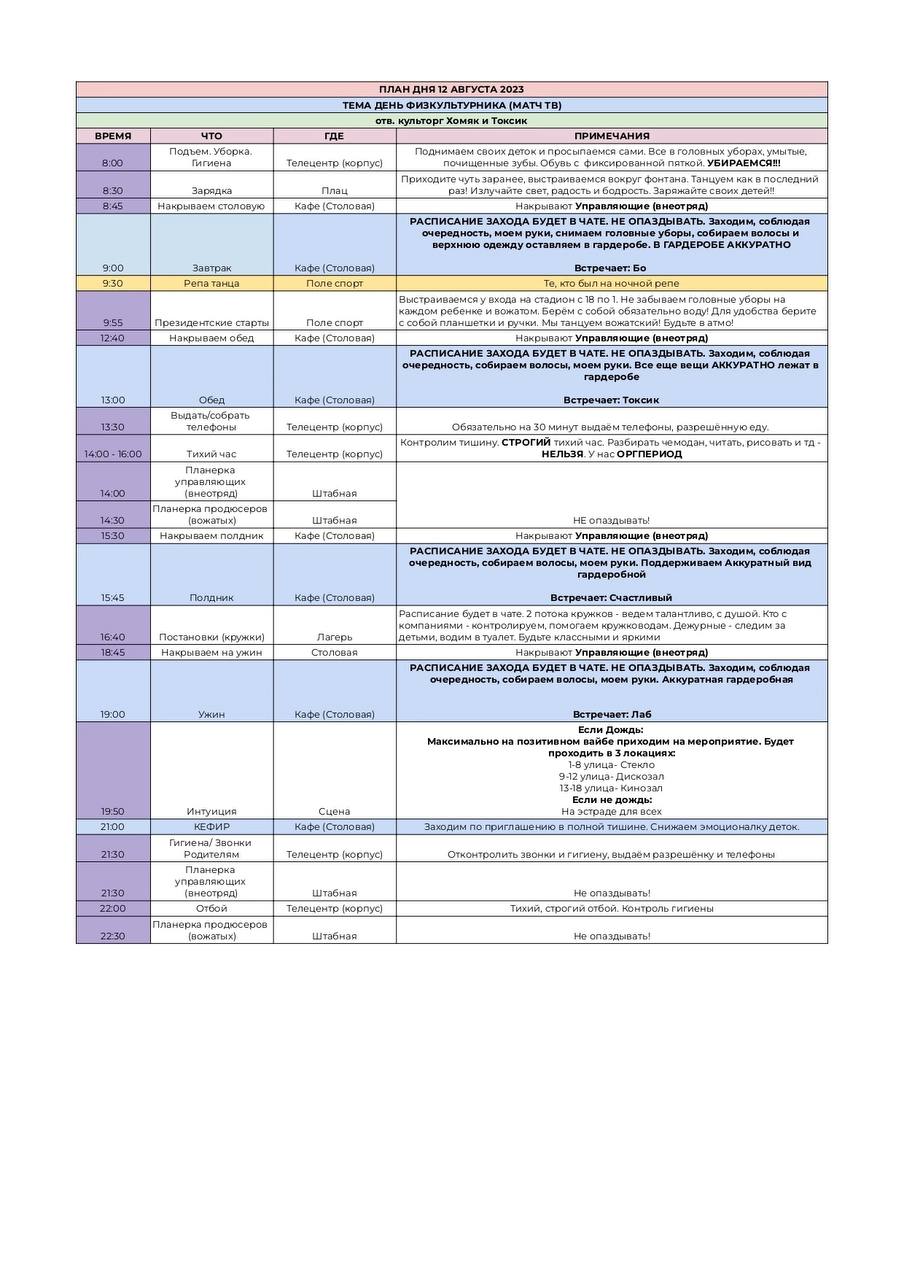 ПЛАН ДНЯ 12 АВГУСТА 2023
ТЕМА ДЕНЬ ФИЗКУЛЬТУРНИКА (МАТЧ ТВ)
отв. культорг Хомяк и Токсик
ВРЕМЯ ЧТО ГДЕ ПРИМЕЧАНИЯ
Подъем. Уборка. Поднимаем своих деток и просыпаемся сами. Все в головных уборах, умытые,
8:00 Гигиена Телецентр (корпус) почищенные зубы. Обувь с фиксированной пяткой. УБИРАЕМСЯ!!!
Приходите чуть заранее, выстраиваемся вокруг фонтана. Танцуем как в последний
8:30 Зарядка Плац раз! Излучайте свет, радость и бодрость. Заряжайте своих детей!!
8:45 Накрываем столовую Кафе (Столовая) Накрывают Управляющие (внеотряд)
РАСПИСАНИЕ ЗАХОДА БУДЕТ В ЧАТЕ. НЕ ОПАЗДЫВАТЬ. Заходим, соблюдая
очередность, моем руки, снимаем головные уборы, собираем волосы и
верхнюю одежду оставляем в гардеробе. В ГАРДЕРОБЕ АККУРАТНО
9:00 Завтрак Кафе (Столовая) Встречает: Бо
9:30 Репа танца Поле спорт Те, кто был на ночной репе
Выстраиваемся у входа на стадион с 18 по 1. Не забываем головные уборы на
каждом ребенке и вожатом. Берём с собой обязательно воду! Для удобства берите
9:55 Президентские старты Поле спорт с собой планшетки и ручки. Мы танцуем вожатский! Будьте в атмо!
12:40 Накрываем обед Кафе (Столовая) Накрывают Управляющие (внеотряд)
РАСПИСАНИЕ ЗАХОДА БУДЕТ В ЧАТЕ. НЕ ОПАЗДЫВАТЬ. Заходим, соблюдая
очередность, собираем волосы, моем руки. Все еще вещи АККУРАТНО лежат в
гардеробе
13:00 Обед Кафе (Столовая) Встречает: Токсик
Выдать/собрать
13:30 телефоны Телецентр (корпус) Обязательно на 30 минут выдаём телефоны, разрешённую еду.
Контролим тишину. СТРОГИЙ тихий час. Разбирать чемодан, читать, рисовать и тд -
14:00 - 16:00 Тихий час Телецентр (корпус) НЕЛЬЗЯ. У нас ОРГПЕРИОД
Планерка
управляющих
14:00 (внеотряд) Штабная
Планерка продюсеров
14:30 (вожатых) Штабная НЕ опаздывать!
15:30 Накрываем полдник Кафе (Столовая) Накрывают Управляющие (внеотряд)
РАСПИСАНИЕ ЗАХОДА БУДЕТ В ЧАТЕ. НЕ ОПАЗДЫВАТЬ. Заходим, соблюдая
очередность, собираем волосы, моем руки. Поддерживаем Аккуратный вид
гардеробной
15:45 Полдник Кафе (Столовая) Встречает: Счастливый
Расписание будет в чате. 2 потока кружков - ведем талантливо, с душой. Кто с
компаниями - контролируем, помогаем кружководам. Дежурные - следим за
16:40 Постановки (кружки) Лагерь детьми, водим в туалет. Будьте классными и яркими
18:45 Накрываем на ужин Столовая Накрывают Управляющие (внеотряд)
РАСПИСАНИЕ ЗАХОДА БУДЕТ В ЧАТЕ. НЕ ОПАЗДЫВАТЬ. Заходим, соблюдая
очередность, собираем волосы, моем руки. Аккуратная гардеробная
19:00 Ужин Кафе (Столовая) Встречает: Лаб
Если Дождь:
Максимально на позитивном вайбе приходим на мероприятие. Будет
проходить в 3 локациях:
1-8 улица- Стекло
9-12 улица- Дискозал
13-18 улица- Кинозал
Если не дождь:
19:50 Интуиция Сцена На эстраде для всех
21:00 КЕФИР Кафе (Столовая) Заходим по приглашению в полной тишине. Снижаем эмоционалку деток.
Гигиена/ Звонки
21:30 Родителям Телецентр (корпус) Отконтролить звонки и гигиену, выдаём разрешёнку и телефоны
Планерка
управляющих
21:30 (внеотряд) Штабная Не опаздывать!
22:00 Отбой Телецентр (корпус) Тихий, строгий отбой. Контроль гигиены
Планерка продюсеров
22:30 (вожатых) Штабная Не опаздывать!